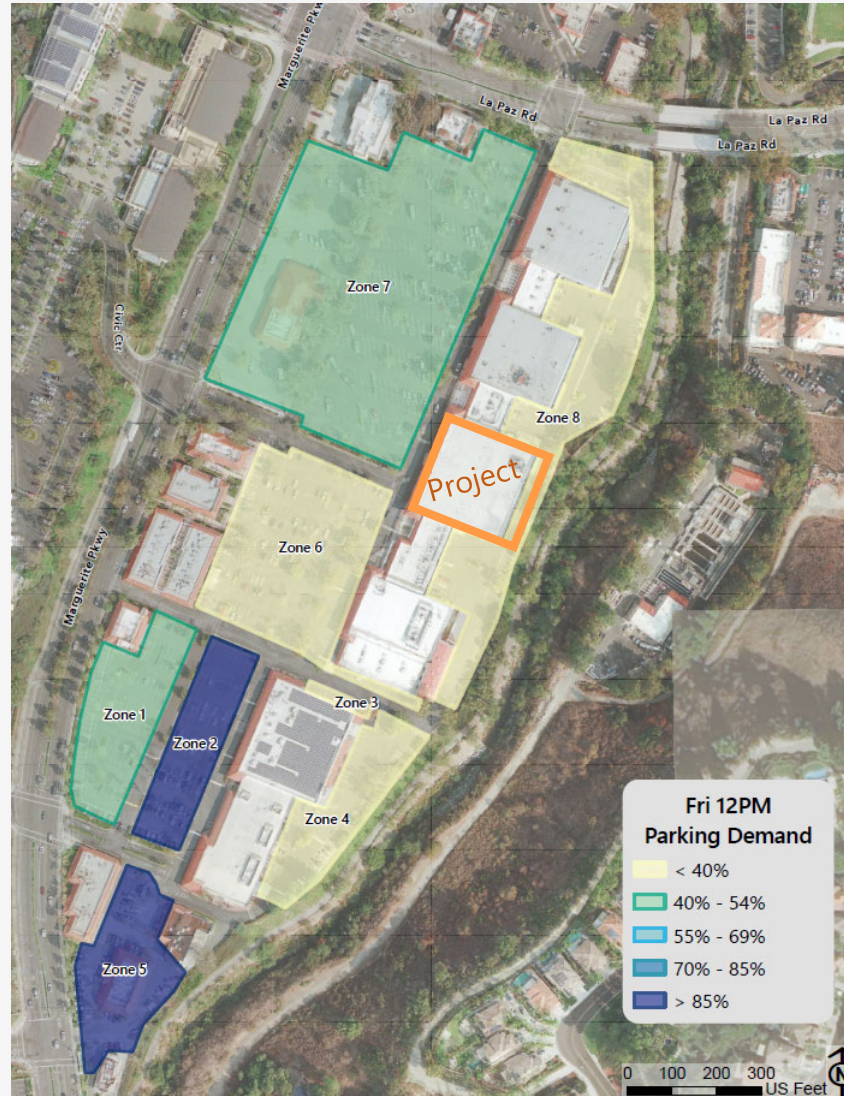 Marguerite Pkwy
La Paz Rd
La Paz Rd
La Paz Rd
Zone 7
Civic Ctr
Zone 8
Project
Zone 6
Marguerite Pkwy
Zone 3
Zone 1
Zone 2
Zone 4
Zone 5
Fri 12PM
Parking Demand
< 40%
40% - 54%
55% - 69%
70% - 85%
> 85%
0 100 200 300
US Feet
N